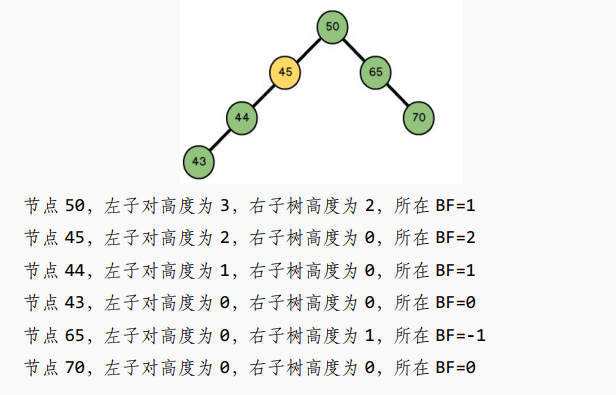 50
45
65
44
70
43
节点 50，左子对高度为 3，右子树高度为 2，所在 BF=1
节点 45，左子对高度为 2，右子树高度为 0，所在 BF=2
节点 44，左子对高度为 1，右子树高度为 0，所在 BF=1
节点 43，左子对高度为 0，右子树高度为 0，所在 BF=0
节点 65，左子对高度为 0，右子树高度为 1，所在 BF=-1
节点 70，左子对高度为 0，右子树高度为 0，所在 BF=0